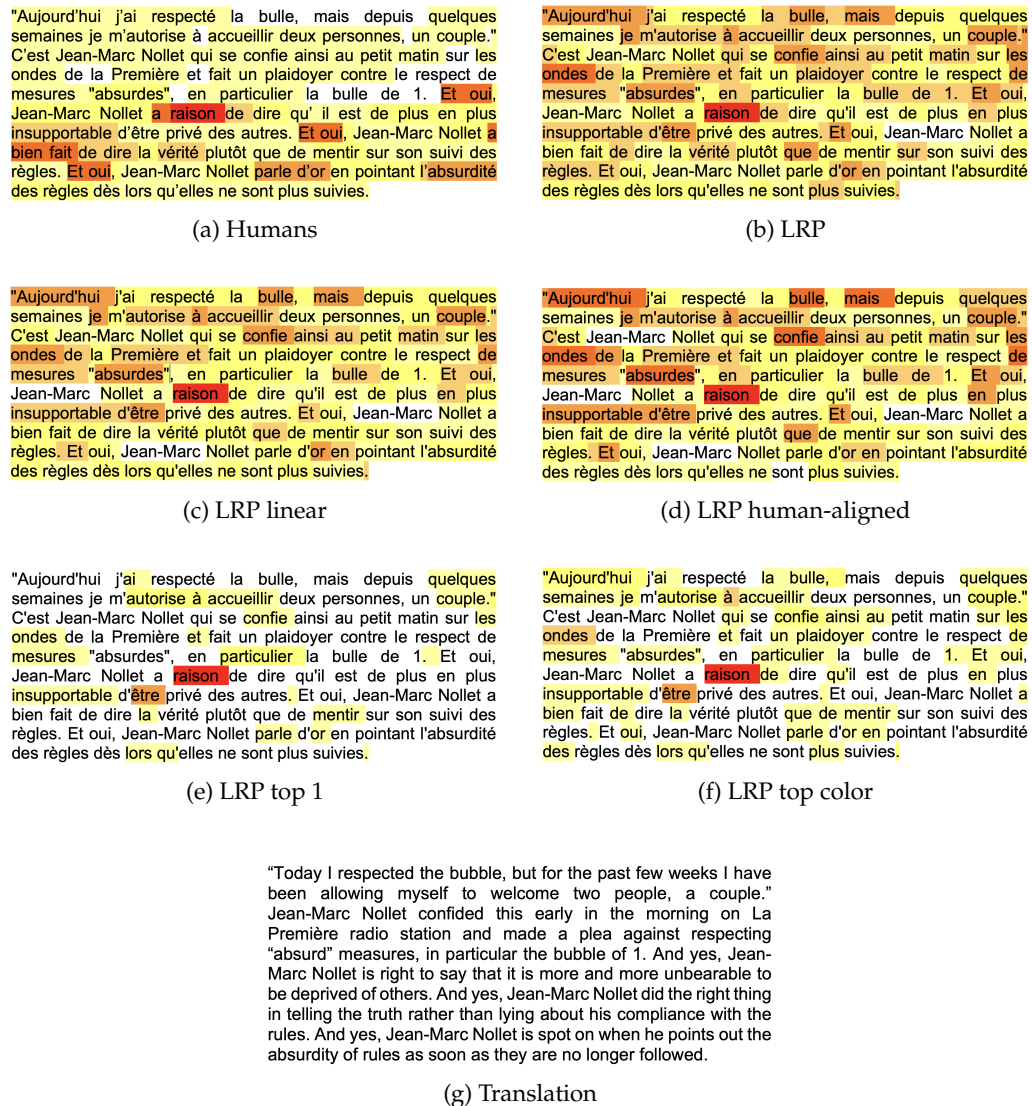 "Aujourd'hui j'ai respecté la bulle, mais depuis quelques
semaines je m'autorise à accueillir deux personnes, un couple."
C'est Jean-Marc Nollet qui se confie ainsi au petit matin sur les
ondes de la Première et fait un plaidoyer contre le respect de
mesures "absurdes", en particulier la bulle de 1. Et oui,
Jean-Marc Nollet a raison de dire qu' il est de plus en plus
insupportable d'être privé des autres. Et oui, Jean-Marc Nollet a
bien fait de dire la vérité plutôt que de mentir sur son suivi des
règles. Et oui, Jean-Marc Nollet parle d'or en pointant l'absurdité
des règles dès lors qu'elles ne sont plus suivies.
(a) Humans
"Aujourd'hui j'ai respecté la bulle, mais depuis quelques
semaines je m'autorise à accueillir deux personnes, un couple."
C'est Jean-Marc Nollet qui se confie ainsi au petit matin sur les
ondes de la Première et fait un plaidoyer contre le respect de
mesures "absurdes", en particulier la bulle de 1. Et oui,
Jean-Marc Nollet a raison de dire qu'il est de plus en plus
insupportable d'être privé des autres. Et oui, Jean-Marc Nollet a
bien fait de dire la vérité plutôt que de mentir sur son suivi des
règles. Et oui, Jean-Marc Nollet parle d'or en pointant l'absurdité
des règles dès lors qu'elles ne sont plus suivies.
(b) LRP
"Aujourd'hui j'ai respecté la bulle, mais depuis quelques
semaines je m'autorise à accueillir deux personnes, un couple."
C'est Jean-Marc Nollet qui se confie ainsi au petit matin sur les
ondes de la Première et fait un plaidoyer contre le respect de
mesures "absurdes", en particulier la bulle de 1. Et oui,
Jean-Marc Nollet a raison de dire qu'il est de plus en plus
insupportable d'être privé des autres. Et oui, Jean-Marc Nollet a
bien fait de dire la vérité plutôt que de mentir sur son suivi des
règles. Et oui, Jean-Marc Nollet parle d'or en pointant l'absurdité
des règles dès lors qu'elles ne sont plus suivies.
(c) LRP linear
"Aujourd'hui j'ai respecté la bulle, mais depuis quelques
semaines je m'autorise à accueillir deux personnes, un couple."
C'est Jean-Marc Nollet qui se confie ainsi au petit matin sur les
ondes de la Première et fait un plaidoyer contre le respect de
mesures "absurdes", en particulier la bulle de 1. Et oui,
Jean-Marc Nollet a raison de dire qu'il est de plus en plus
insupportable d'être privé des autres. Et oui, Jean-Marc Nollet a
bien fait de dire la vérité plutôt que de mentir sur son suivi des
règles. Et oui, Jean-Marc Nollet parle d'or en pointant l'absurdité
des règles dès lors qu'elles ne sont plus suivies.
(d) LRP human-aligned
"Aujourd'hui j'ai respecté la bulle, mais depuis quelques
semaines je m'autorise à accueillir deux personnes, un couple."
C'est Jean-Marc Nollet qui se confie ainsi au petit matin sur les
ondes de la Première et fait un plaidoyer contre le respect de
mesures "absurdes", en particulier la bulle de 1. Et oui,
Jean-Marc Nollet a raison de dire qu'il est de plus en plus
insupportable d'être privé des autres. Et oui, Jean-Marc Nollet a
bien fait de dire la vérité plutôt que de mentir sur son suivi des
règles. Et oui, Jean-Marc Nollet parle d'or en pointant l'absurdité
des règles dès lors qu'elles ne sont plus suivies.
(e) LRP top 1
"Aujourd'hui j'ai respecté la bulle, mais depuis quelques
semaines je m'autorise à accueillir deux personnes, un couple."
C'est Jean-Marc Nollet qui se confie ainsi au petit matin sur les
ondes de la Première et fait un plaidoyer contre le respect de
mesures "absurdes", en particulier la bulle de 1. Et oui,
Jean-Marc Nollet a raison de dire qu'il est de plus en plus
insupportable d'être privé des autres. Et oui, Jean-Marc Nollet a
bien fait de dire la vérité plutôt que de mentir sur son suivi des
règles. Et oui, Jean-Marc Nollet parle d'or en pointant l'absurdité
des règles dès lors qu'elles ne sont plus suivies.
(f) LRP top color
“Today I respected the bubble, but for the past few weeks I have
been allowing myself to welcome two people, a couple.”
Jean-Marc Nollet confided this early in the morning on La
Première radio station and made a plea against respecting
“absurd” measures, in particular the bubble of 1. And yes, Jean-
Marc Nollet is right to say that it is more and more unbearable to
be deprived of others. And yes, Jean-Marc Nollet did the right thing
in telling the truth rather than lying about his compliance with the
rules. And yes, Jean-Marc Nollet is spot on when he points out the
absurdity of rules as soon as they are no longer followed.
(g) Translation